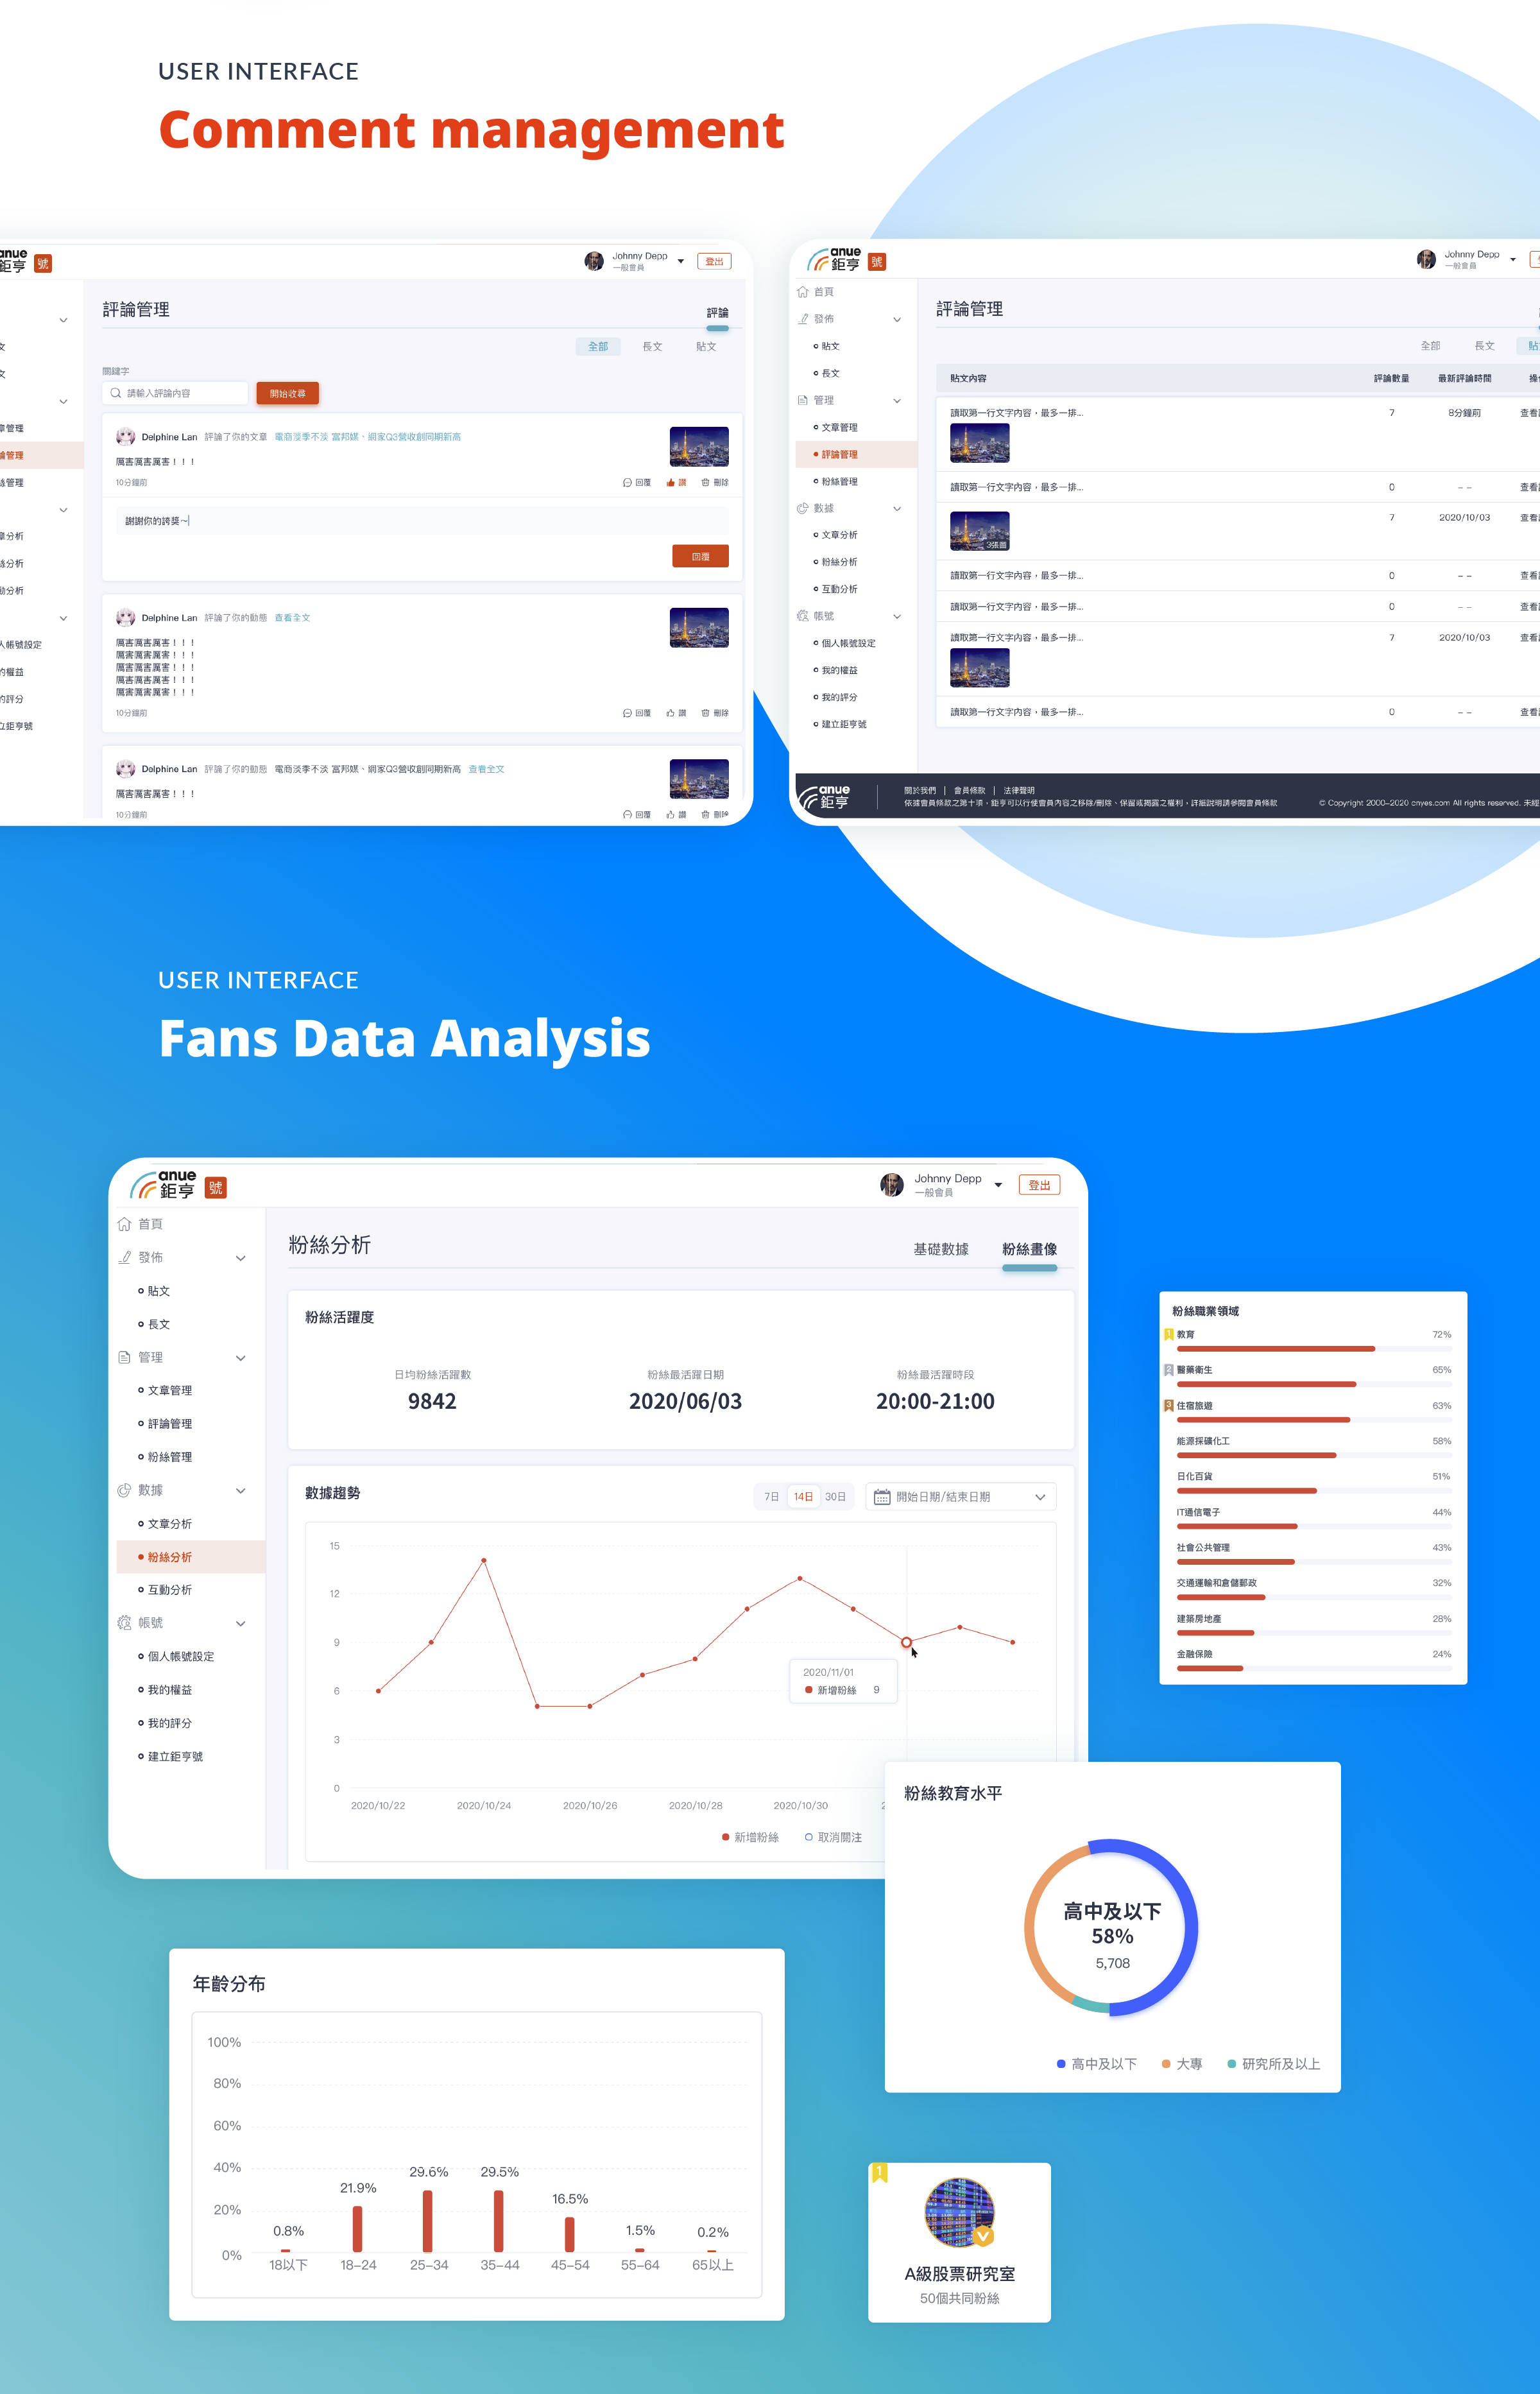 USER INTERFACE
Comment management
anue
鉅亨 號
Johnny Depp
一般會員
登出
章管理
論管理
絲管理
章分析
絲分析
動分析
人帳號設定
的權益
的評分
立鉅亨號
評論管理
評論
全部 長文 貼文
關鍵字
請輸入評論內容
開始收尋
Delphine Lan 評論了你的文章 電商淡季不淡 富邦媒、網家Q3營收創同期新高
厲害厲害厲害！！！
10分鐘前
回覆 讚 刪除
謝謝你的誇獎～
回覆
Delphine Lan 評論了你的動態 查看全文
厲害厲害厲害！！！
厲害厲害厲害！！！
厲害厲害厲害！！！
厲害厲害厲害！！！
厲害厲害厲害！！！
10分鐘前
回覆 讚 刪除
Delphine Lan 評論了你的動態 電商淡季不淡 富邦媒、網家Q3營收創同期新高 查看全文
厲害厲害厲害！！！
10分鐘前
回覆 讚 刪除
anue
鉅亨 號
Johnny Depp
一般會員
首頁
發佈
貼文
長文
管理
文章管理
評論管理
粉絲管理
數據
文章分析
粉絲分析
互動分析
帳號
個人帳號設定
我的權益
我的評分
建立鉅亨號
評論管理
全部 長文 貼
貼文內容 評論數量 最新評論時間 操
讀取第一行文字內容，最多一排... 7 8分鐘前 查看
讀取第一行文字內容，最多一排... 0 – – 查看
3張圖 7 2020/10/03 查看
讀取第一行文字內容，最多一排... 0 – – 查看
讀取第一行文字內容，最多一排... 0 – – 查看
讀取第一行文字內容，最多一排... 7 2020/10/03 查看
讀取第一行文字內容，最多一排... 0 – – 查看
anue
鉅亨
關於我們 | 會員條款 | 法律聲明
依據會員條款之第十項，鉅亨可以行使會員內容之移除/刪除、保留或揭露之權利，詳細說明請參閱會員條款
© Copyright 2000-2020 cnyes.com All rights reserved. 未經
USER INTERFACE
Fans Data Analysis
anue
鉅亨 號
Johnny Depp
一般會員
登出
首頁
發佈
貼文
長文
管理
文章管理
評論管理
粉絲管理
數據
文章分析
粉絲分析
互動分析
帳號
個人帳號設定
我的權益
我的評分
建立鉅亨號
粉絲分析
基礎數據 粉絲畫像
粉絲活躍度
日均粉絲活躍數 粉絲最活躍日期 粉絲最活躍時段
9842 2020/06/03 20:00-21:00
數據趨勢
7日 14日 30日
開始日期/結束日期
15
12
9
6
3
0
2020/11/01
新增粉絲 9
2020/10/22 2020/10/24 2020/10/26 2020/10/28 2020/10/30 2
新增粉絲 取消關注
粉絲職業領域
1 教育 72%
2 醫藥衛生 65%
3 住宿旅遊 63%
能源採礦化工 58%
日化百貨 51%
IT通信電子 44%
社會公共管理 43%
交通運輸和倉儲郵政 32%
建築房地產 28%
金融保險 24%
粉絲教育水平
高中及以下
58%
5,708
高中及以下 大專 研究所及以上
年齡分布
100%
80%
60%
40%
20%
0%
0.8% 21.9% 29.6% 29.5% 16.5% 1.5% 0.2%
18以下 18-24 25-34 35-44 45-54 55-64 65以上
1
A級股票研究室
50個共同粉絲